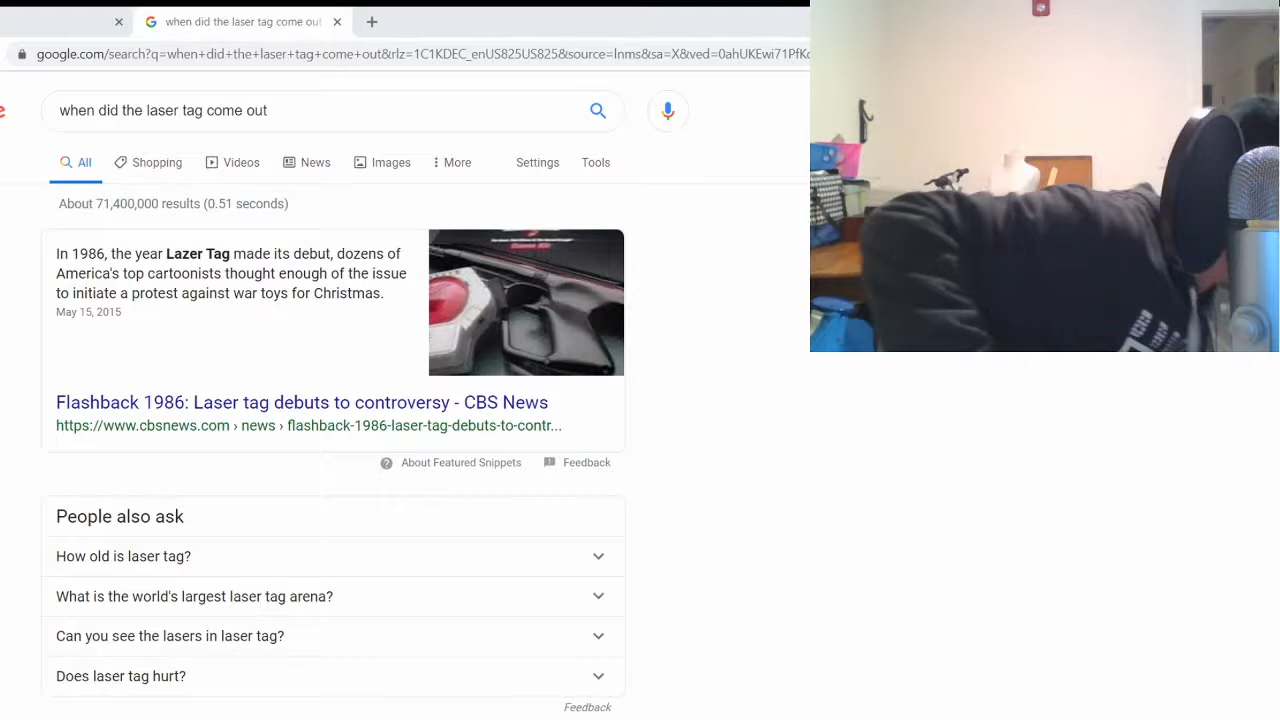 when did the laser tag come out
google.com/search?q=when+did+the+laser+tag+come+out&rlz=1C1KDEC_enUS825US825&source=lnms&sa=X&ved=0ahUKEwi71PfKc
when did the laser tag come out
All Shopping Videos News Images More Settings Tools
About 71,400,000 results (0.51 seconds)
In 1986, the year Lazer Tag made its debut, dozens of
America's top cartoonists thought enough of the issue
to initiate a protest against war toys for Christmas.
May 15, 2015
Flashback 1986: Laser tag debuts to controversy - CBS News
https://www.cbsnews.com › news › flashback-1986-laser-tag-debuts-to-contr...
About Featured Snippets Feedback
People also ask
How old is laser tag?
What is the world's largest laser tag arena?
Can you see the lasers in laser tag?
Does laser tag hurt?
Feedback